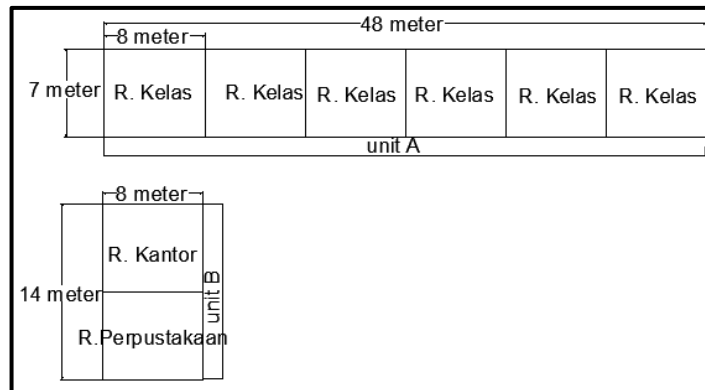 48 meter
8 meter
7 meter
R. Kelas
R. Kelas
R. Kelas
R. Kelas
R. Kelas
R. Kelas
unit A
8 meter
14 meter
R. Kantor
unit B
R.Perpustakaan